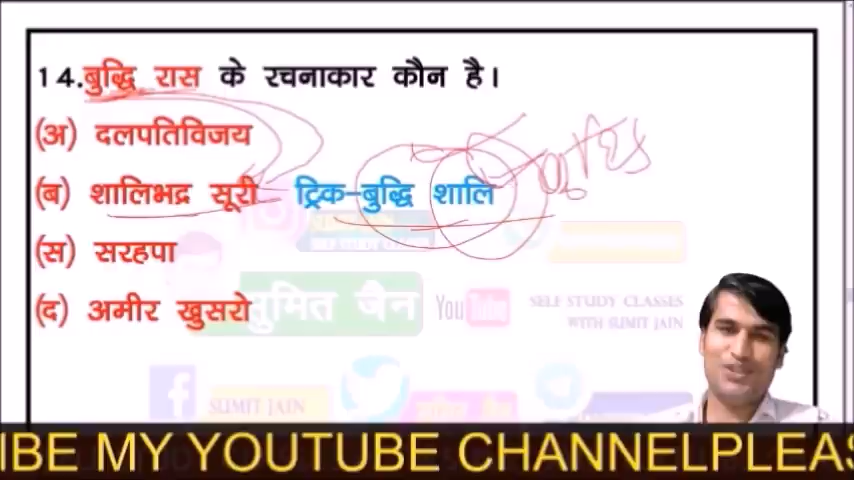 14.बुद्धि रास के रचनाकार कौन है।
(अ) दलपतिविजय
(ब) शालिभद्र सूरी ट्रिक-बुद्धि शालि
(स) सरहपा
(द) अमीर खुसरो
सुमित जैन
YouTube
SELF STUDY CLASSES
WITH SUMIT JAIN
SUMIT JAIN
IBE MY YOUTUBE CHANNELPLEAS